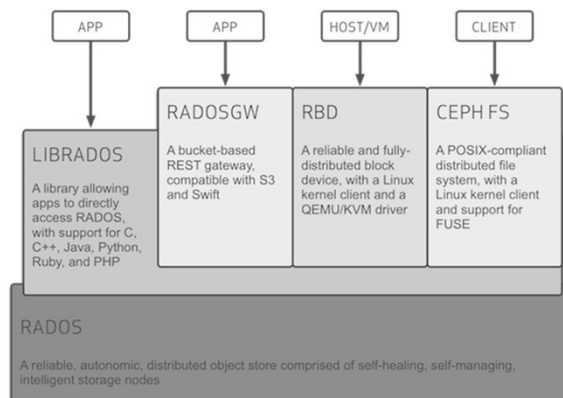 APP
APP
HOST/VM
CLIENT
LIBRADOS
A library allowing
apps to directly
access RADOS,
with support for C,
C++, Java, Python,
Ruby, and PHP
RADOSGW
A bucket-based
REST gateway,
compatible with S3
and Swift
RBD
A reliable and fully-
distributed block
device, with a Linux
kernel client and a
QEMU/KVM driver
CEPH FS
A POSIX-compliant
distributed file
system, with a
Linux kernel client
and support for
FUSE
RADOS
A reliable, autonomic, distributed object store comprised of self-healing, self-managing,
intelligent storage nodes